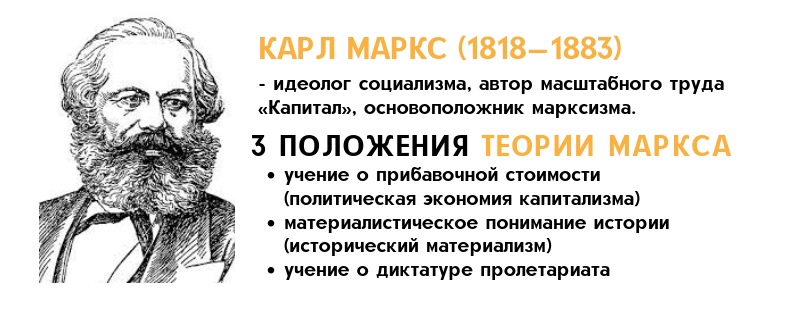 КАРЛ МАРКС (1818–1883)
- идеолог социализма, автор масштабного труда
«Капитал», основоположник марксизма.
3 ПОЛОЖЕНИЯ ТЕОРИИ МАРКСА
• учение о прибавочной стоимости
(политическая экономия капитализма)
• материалистическое понимание истории
(исторический материализм)
• учение о диктатуре пролетариата